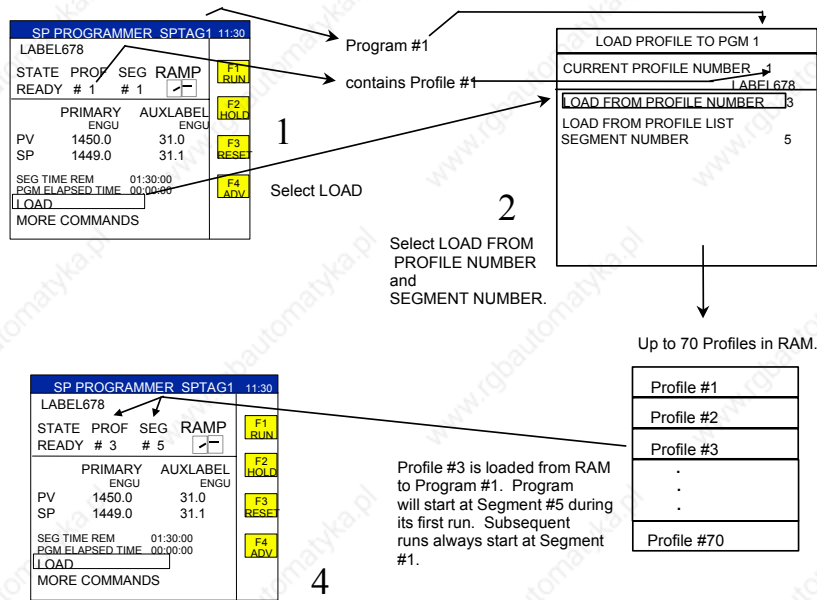 SP PROGRAMMER SPTAG1 11:30
LABEL678
STATE PROF SEG RAMP
READY # 1 # 1
PRIMARY AUXLABEL
ENGU ENGU
PV 1450.0 31.0
SP 1449.0 31.1
SEG TIME REM 01:30:00
PGM ELAPSED TIME 00:00:00
LOAD
MORE COMMANDS
F1
RUN
F2
HOLD
F3
RESET
F4
ADV
1
Select LOAD
Program #1
contains Profile #1
LOAD PROFILE TO PGM 1
CURRENT PROFILE NUMBER 1
LABEL678
LOAD FROM PROFILE NUMBER 3
LOAD FROM PROFILE LIST
SEGMENT NUMBER 5
2
Select LOAD FROM
PROFILE NUMBER
and
SEGMENT NUMBER.
Up to 70 Profiles in RAM.
Profile #1
Profile #2
Profile #3
.
.
.
Profile #70
Profile #3 is loaded from RAM
to Program #1. Program
will start at Segment #5 during
its first run. Subsequent
runs always start at Segment
#1.
SP PROGRAMMER SPTAG1 11:30
LABEL678
STATE PROF SEG RAMP
READY # 3 # 5
PRIMARY AUXLABEL
ENGU ENGU
PV 1450.0 31.0
SP 1449.0 31.1
SEG TIME REM 01:30:00
PGM ELAPSED TIME 00:00:00
LOAD
MORE COMMANDS
F1
RUN
F2
HOLD
F3
RESET
F4
ADV
4
www.rgbautomatyka.pl